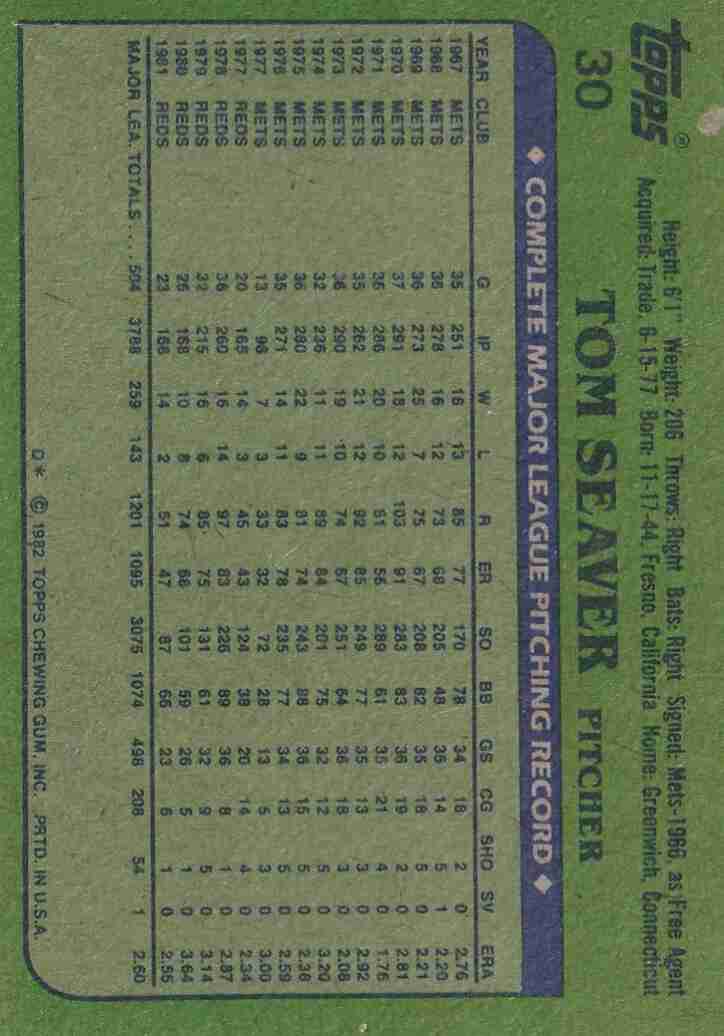 Topps®
30
TOM SEAVER PITCHER
Height: 6'1" Weight: 206 Throws: Right Bats: Right Signed: Mets-1966, as Free Agent
Acquired: Trade, 6-15-77 Born: 11-17-44, Fresno, California Home: Greenwich, Connecticut
◆ COMPLETE MAJOR LEAGUE PITCHING RECORD ◆
YEAR CLUB G IP W L R ER SO BB GS CG SHO SV ERA
1967 METS 35 251 16 13 85 77 170 78 34 18 2 0 2.76
1968 METS 36 278 16 12 73 68 205 48 35 14 5 1 2.20
1969 METS 36 273 25 7 75 67 208 82 35 18 5 0 2.21
1970 METS 37 291 18 12 103 91 283 83 36 19 2 0 2.81
1971 METS 36 286 20 10 61 56 289 61 35 21 4 0 1.76
1972 METS 35 262 21 12 92 85 249 77 35 13 3 0 2.92
1973 METS 36 290 19 10 74 67 251 64 36 18 3 0 2.08
1974 METS 32 236 11 11 89 84 201 75 32 12 5 0 3.20
1975 METS 36 280 22 9 81 74 243 88 36 15 5 0 2.38
1976 METS 35 271 14 11 83 78 235 77 34 13 5 0 2.59
1977 METS 13 96 7 3 33 32 72 28 13 5 3 0 3.00
1977 REDS 20 165 14 3 45 43 124 38 20 14 4 0 2.34
1978 REDS 36 260 16 14 97 83 226 89 36 8 1 0 2.87
1979 REDS 32 215 16 6 85 75 131 61 32 9 5 0 3.14
1980 REDS 26 168 10 8 74 68 101 59 26 5 1 0 3.64
1981 REDS 23 166 14 2 51 47 87 66 23 6 1 0 2.55
MAJOR LEA. TOTALS . . . 504 3788 259 143 1201 1095 3075 1074 498 208 54 1 2.60
D* © 1982 TOPPS CHEWING GUM, INC. PRTD. IN U.S.A.